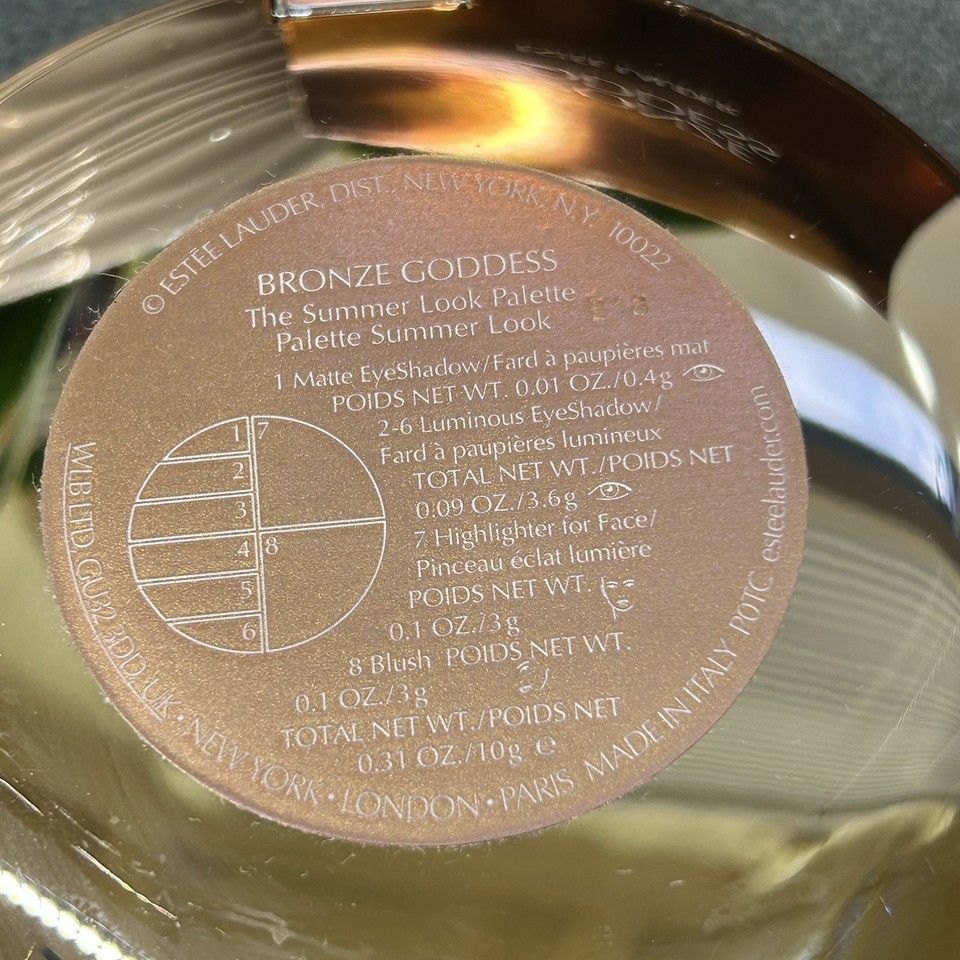 © ESTĒE LAUDER DIST., NEW YORK, N.Y 10022
BRONZE GODDESS
The Summer Look Palette
Palette Summer Look
1 Matte EyeShadow/Fard à paupières mat
POIDS NET WT. 0.01 OZ./0.4g
2-6 Luminous EyeShadow/
Fard à paupières lumineux
TOTAL NET WT./POIDS NET
0.09 OZ./3.6g
7 Highlighter for Face/
Pinceau éclat lumière
POIDS NET WT.
0.1 OZ./3g
8 Blush POIDS NET WT.
0.1 OZ./3g
TOTAL NET WT./POIDS NET
0.31 OZ./10g e
1
7
2
3
4
8
5
6
WLB LTD. GU32 3DD. UK • NEW YORK • LONDON • PARIS MADE IN ITALY P0TC esteelauder.com